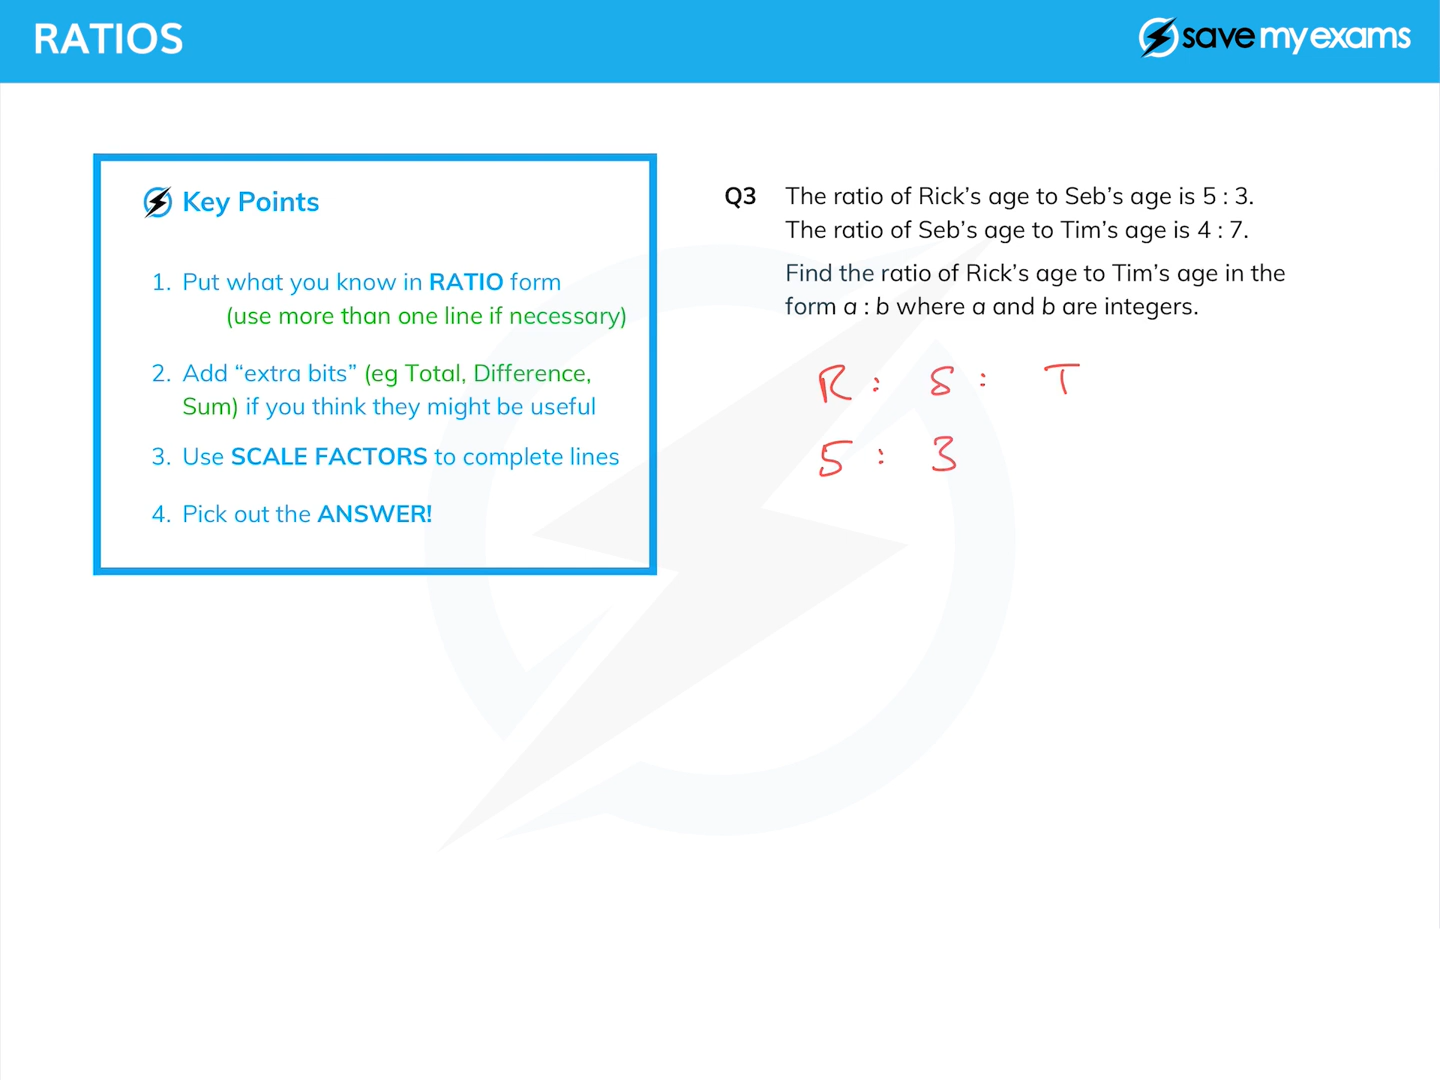 RATIOS
save my exams
Key Points
1. Put what you know in RATIO form
(use more than one line if necessary)
2. Add “extra bits” (eg Total, Difference,
Sum) if you think they might be useful
3. Use SCALE FACTORS to complete lines
4. Pick out the ANSWER!
Q3 The ratio of Rick’s age to Seb’s age is 5 : 3.
The ratio of Seb’s age to Tim’s age is 4 : 7.
Find the ratio of Rick’s age to Tim’s age in the
form a : b where a and b are integers.
R : S : T
5 : 3